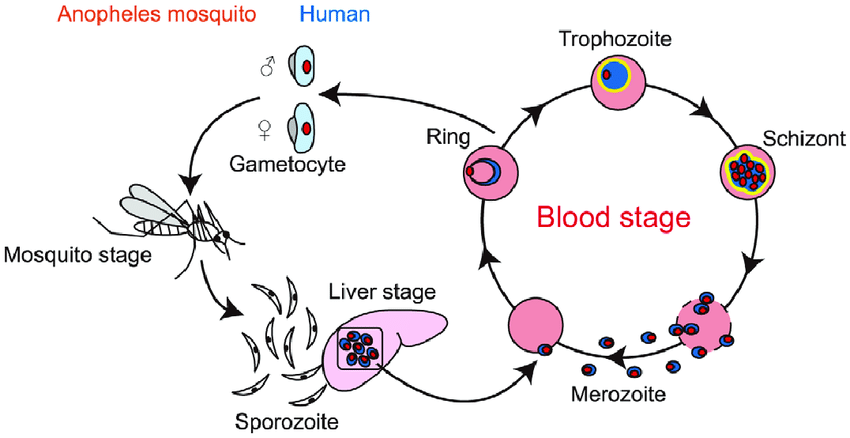 Anopheles mosquito Human
Trophozoite
♂
Ring
Schizont
♀
Gametocyte
Blood stage
Mosquito stage
Liver stage
Merozoite
Sporozoite